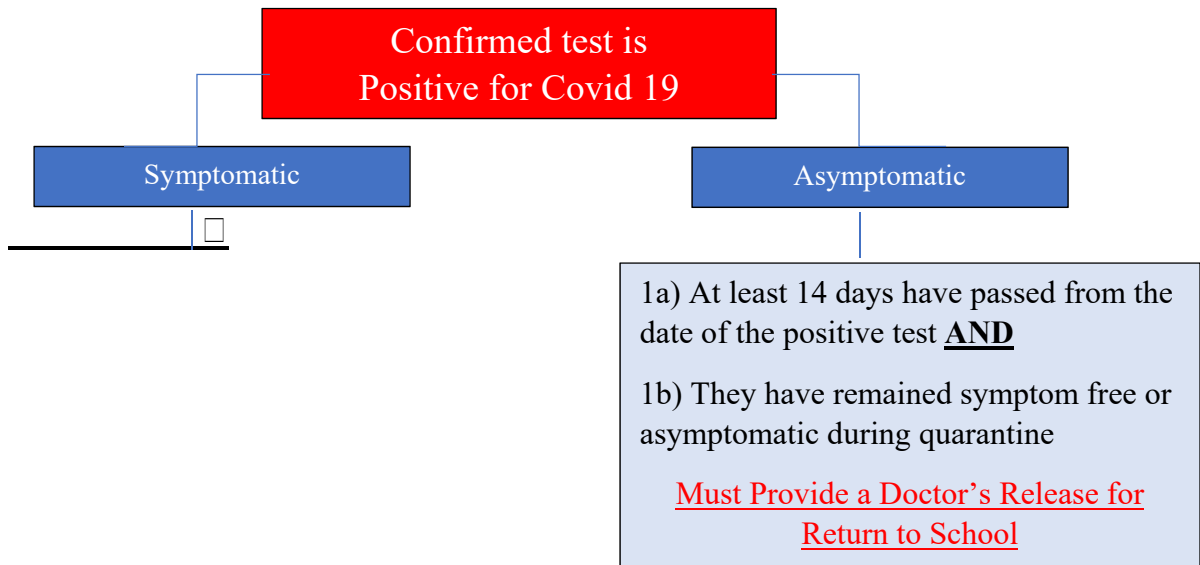 Confirmed test is
Positive for Covid 19
Symptomatic
Asymptomatic
1a) At least 14 days have passed from the
date of the positive test AND
1b) They have remained symptom free or
asymptomatic during quarantine
Must Provide a Doctor’s Release for
Return to School